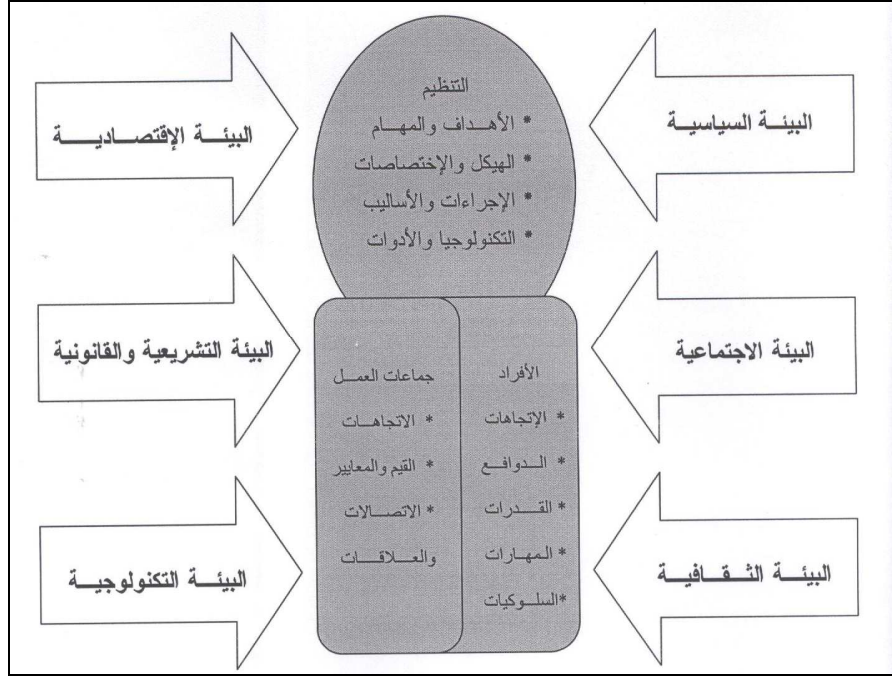 التنظيم
* الأهداف والمهام
* الهيكل والإختصاصات
* الإجراءات والأساليب
* التكنولوجيا والأدوات
البيئة السياسية
البيئة الإقتصادية
البيئة الاجتماعية
البيئة التشريعية والقانونية
الأفراد
* الإتجاهات
* الدوافع
* القدرات
* المهارات
*السلوكيات
جماعات العمل
* الاتجاهات
* القيم والمعايير
* الاتصالات
والعلاقات
البيئة الثقافية
البيئة التكنولوجية